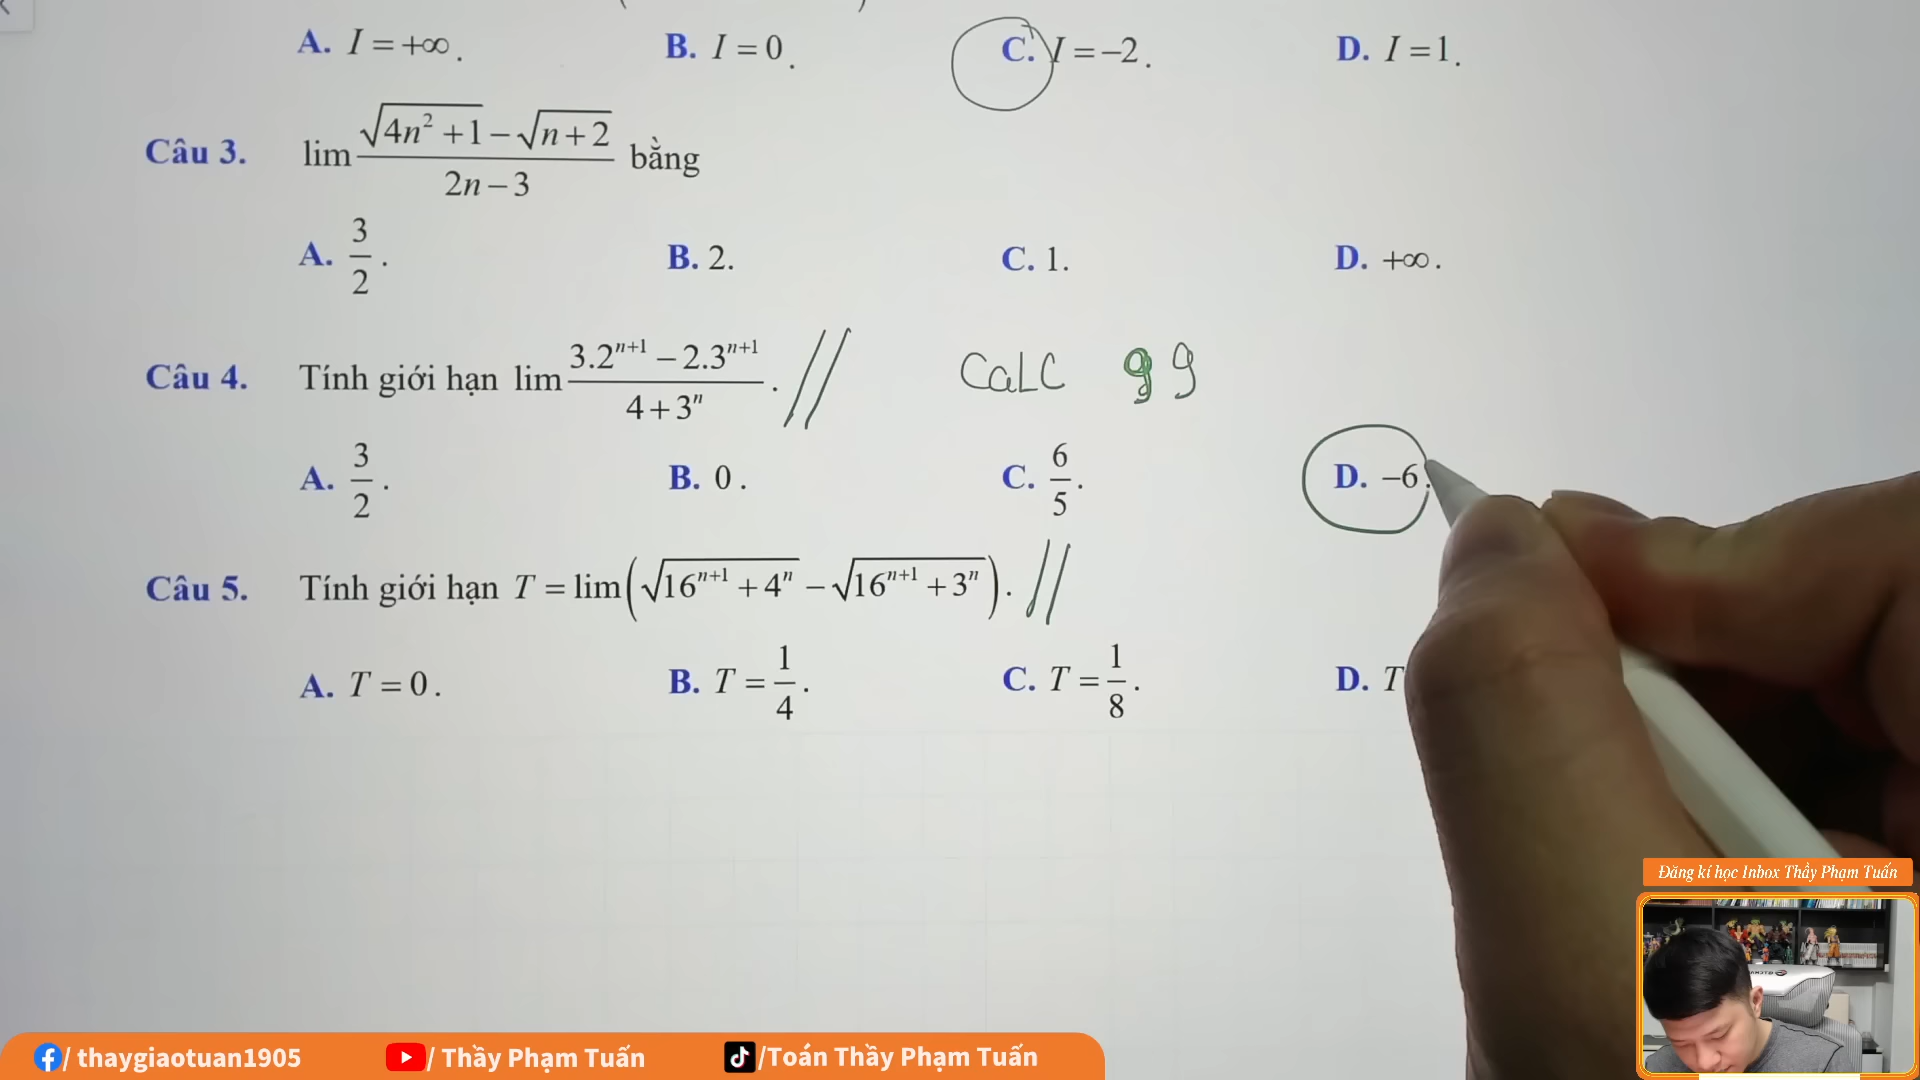 A. I = +∞ .
B. I = 0 .
C. I = −2 .
D. I = 1 .
Câu 3. lim (√(4n² + 1) − √(n + 2)) / (2n − 3) bằng
A. 3/2 .
B. 2.
C. 1.
D. +∞ .
Câu 4. Tính giới hạn lim (3.2ⁿ⁺¹ − 2.3ⁿ⁺¹) / (4 + 3ⁿ) .
CaLC 9 9
A. 3/2 .
B. 0 .
C. 6/5 .
D. −6 .
Câu 5. Tính giới hạn T = lim(√(16ⁿ⁺¹ + 4ⁿ) − √(16ⁿ⁺¹ + 3ⁿ)) .
A. T = 0 .
B. T = 1/4 .
C. T = 1/8 .
D. T
Đăng kí học Inbox Thầy Phạm Tuấn
/ thaygiaotuan1905
/ Thầy Phạm Tuấn
/Toán Thầy Phạm Tuấn